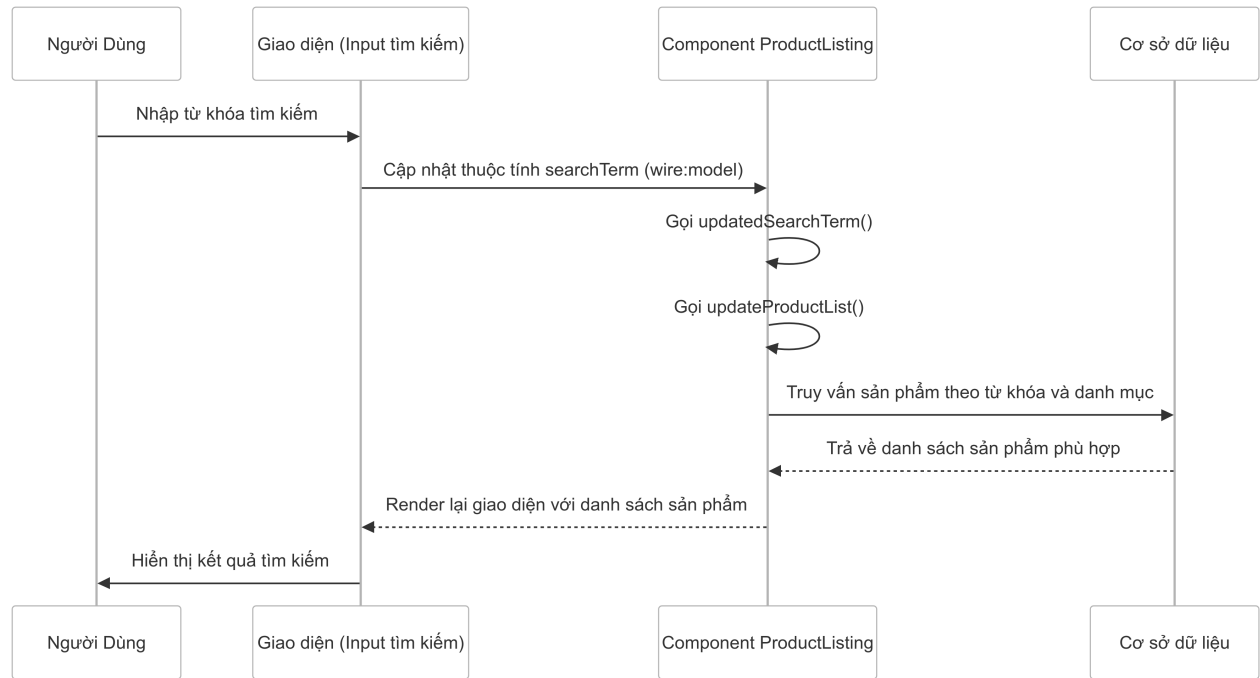 Người Dùng
Giao diện (Input tìm kiếm)
Component ProductListing
Cơ sở dữ liệu
Nhập từ khóa tìm kiếm
Cập nhật thuộc tính searchTerm (wire:model)
Gọi updatedSearchTerm()
Gọi updateProductList()
Truy vấn sản phẩm theo từ khóa và danh mục
Trả về danh sách sản phẩm phù hợp
Render lại giao diện với danh sách sản phẩm
Hiển thị kết quả tìm kiếm
Người Dùng
Giao diện (Input tìm kiếm)
Component ProductListing
Cơ sở dữ liệu